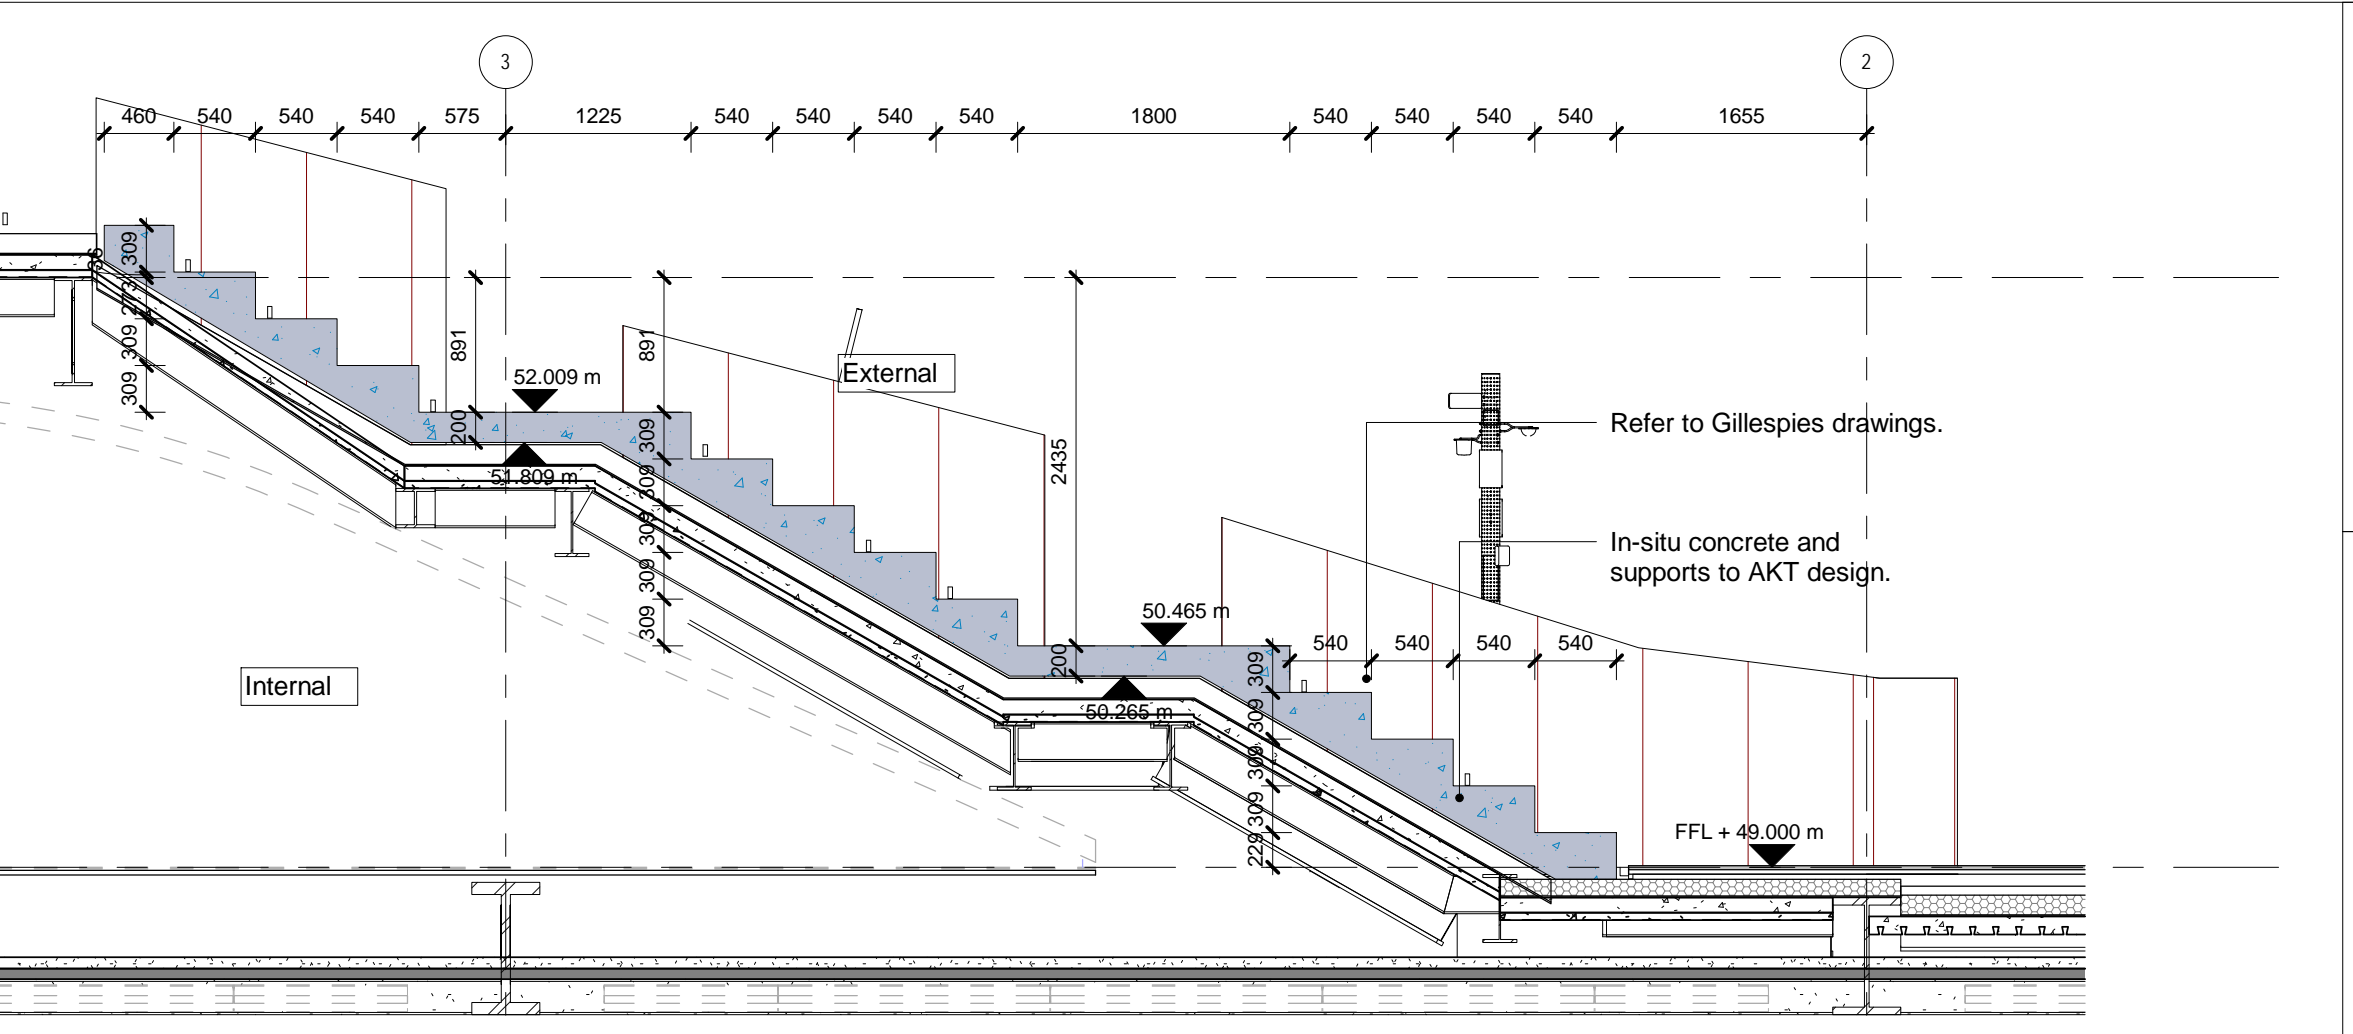 3
2
460 540 540 540 575 1225 540 540 540 540 1800 540 540 540 540 1655
309
36
273
309
309
891
200
52.009 m
51.809 m
891
309
309
309
309
309
External
2435
200
50.465 m
50.265 m
Refer to Gillespies drawings.
In-situ concrete and
supports to AKT design.
540 540 540 540
309
309
309
309
229
Internal
FFL + 49.000 m